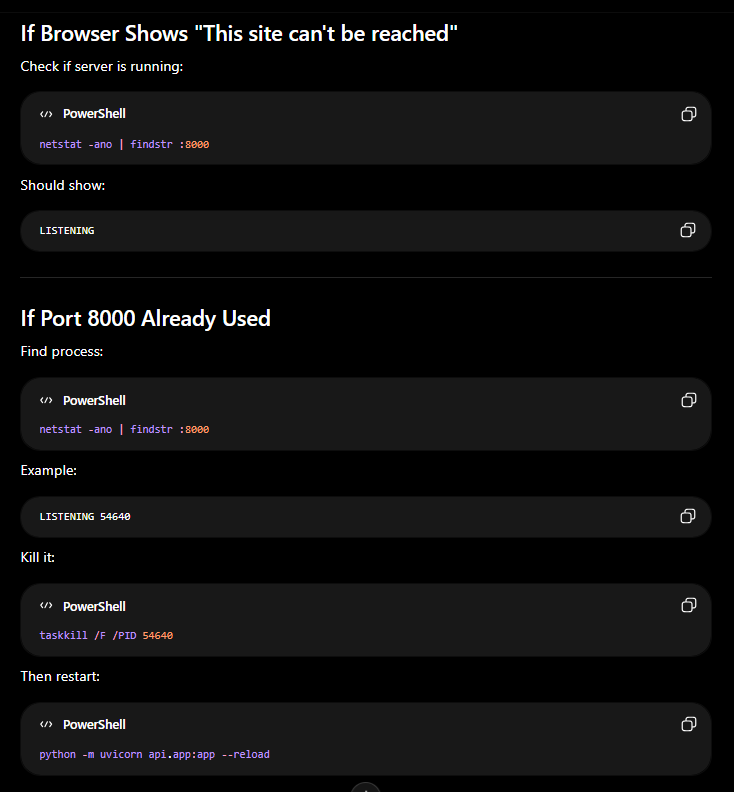 If Browser Shows "This site can't be reached"
Check if server is running:
PowerShell
netstat -ano | findstr :8000
Should show:
LISTENING
If Port 8000 Already Used
Find process:
PowerShell
netstat -ano | findstr :8000
Example:
LISTENING 54640
Kill it:
PowerShell
taskkill /F /PID 54640
Then restart:
PowerShell
python -m uvicorn api.app:app --reload